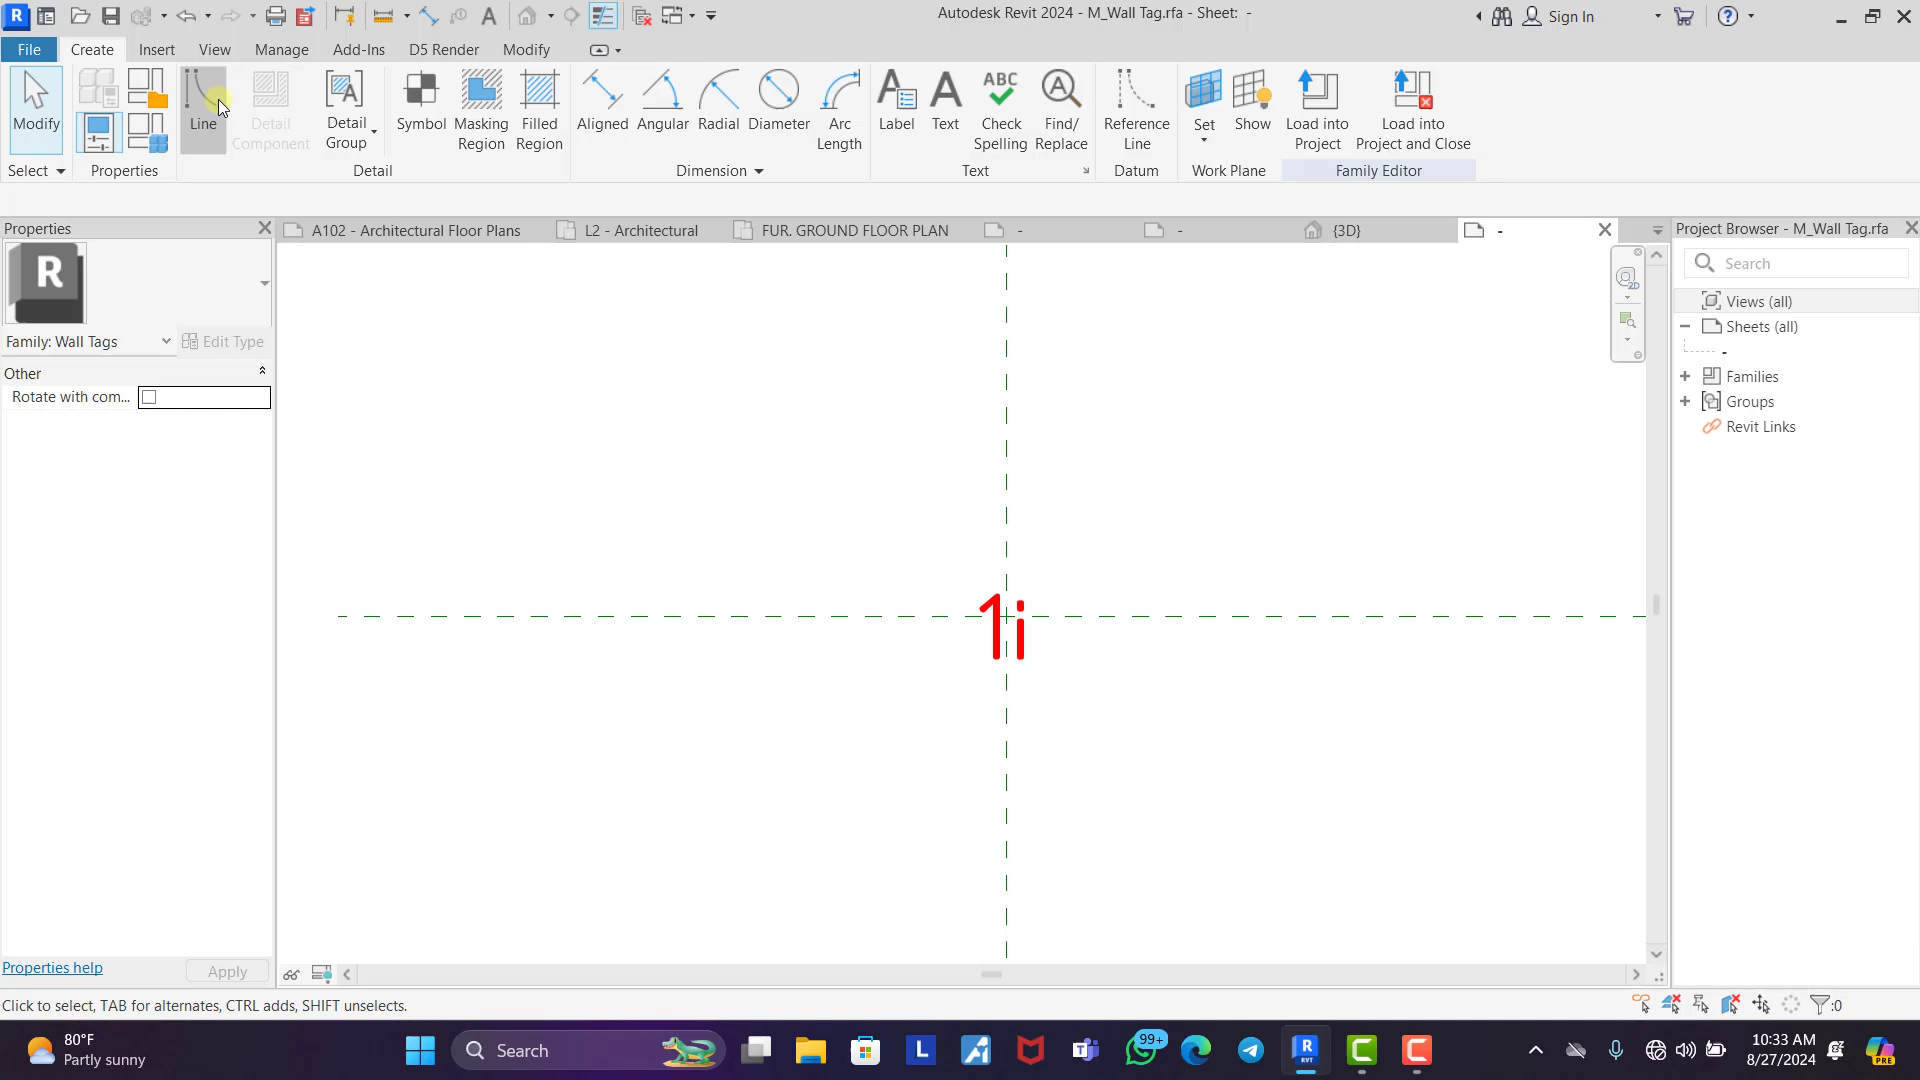 Autodesk Revit 2024 - M_Wall Tag.rfa - Sheet: -
Sign In
File
Create
Insert
View
Manage
Add-Ins
D5 Render
Modify
Modify
Line
Detail Component
Detail Group
Symbol
Masking Region
Filled Region
Aligned
Angular
Radial
Diameter
Arc Length
Label
Text
Check Spelling
Find/ Replace
Reference Line
Set
Show
Load into Project
Load into Project and Close
Select
Properties
Detail
Dimension
Text
Datum
Work Plane
Family Editor
Properties
A102 - Architectural Floor Plans
L2 - Architectural
FUR. GROUND FLOOR PLAN
-
-
{3D}
-
Project Browser - M_Wall Tag.rfa
R
Search
Views (all)
Sheets (all)
-
Families
Groups
Revit Links
Family: Wall Tags
Edit Type
Other
Rotate with com...
1i
Properties help
Apply
Click to select, TAB for alternates, CTRL adds, SHIFT unselects.
:0
80°F
Partly sunny
Search
99+
10:33 AM
8/27/2024